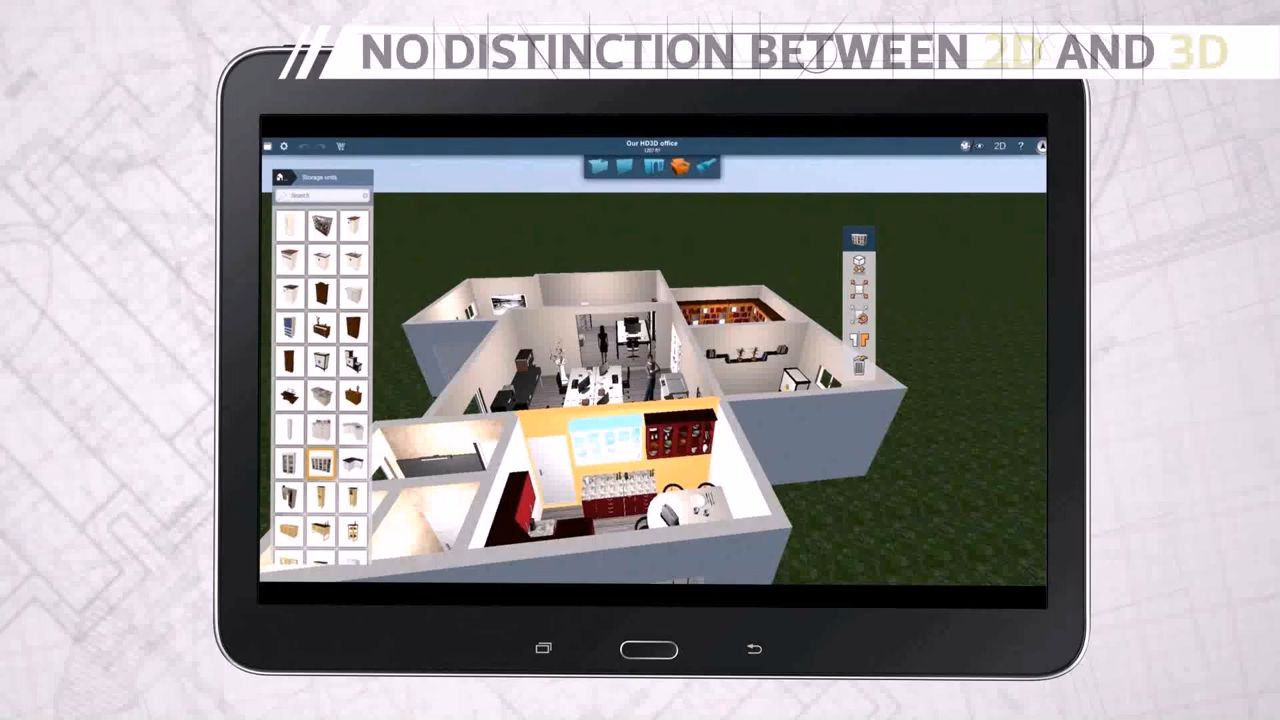 NO DISTINCTION BETWEEN 2D AND 3D
Our HD3D office
2D ?
Storage units
Search